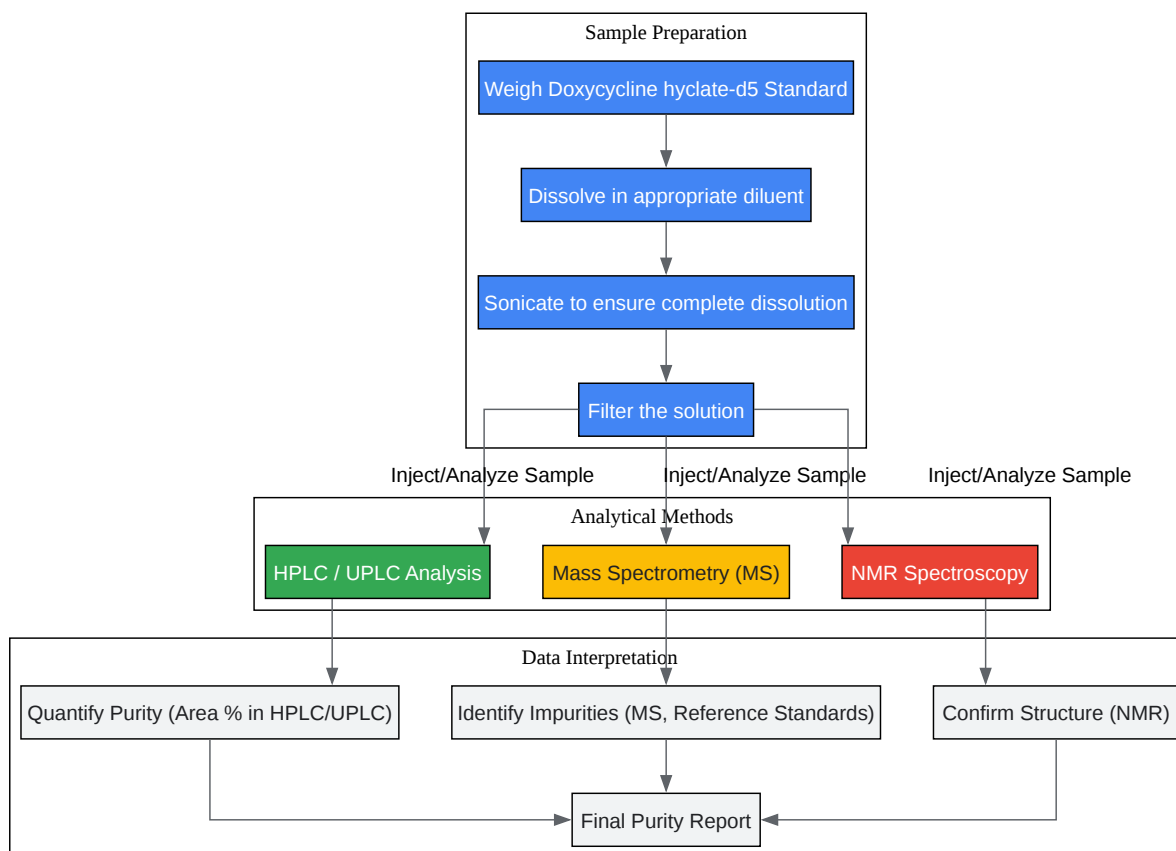 Sample Preparation
Weigh Doxycycline hyclate-d5 Standard
Dissolve in appropriate diluent
Sonicate to ensure complete dissolution
Filter the solution
Inject/Analyze Sample
Inject/Analyze Sample
Inject/Analyze Sample
Analytical Methods
HPLC / UPLC Analysis
Mass Spectrometry (MS)
NMR Spectroscopy
Data Interpretation
Quantify Purity (Area % in HPLC/UPLC)
Identify Impurities (MS, Reference Standards)
Confirm Structure (NMR)
Final Purity Report